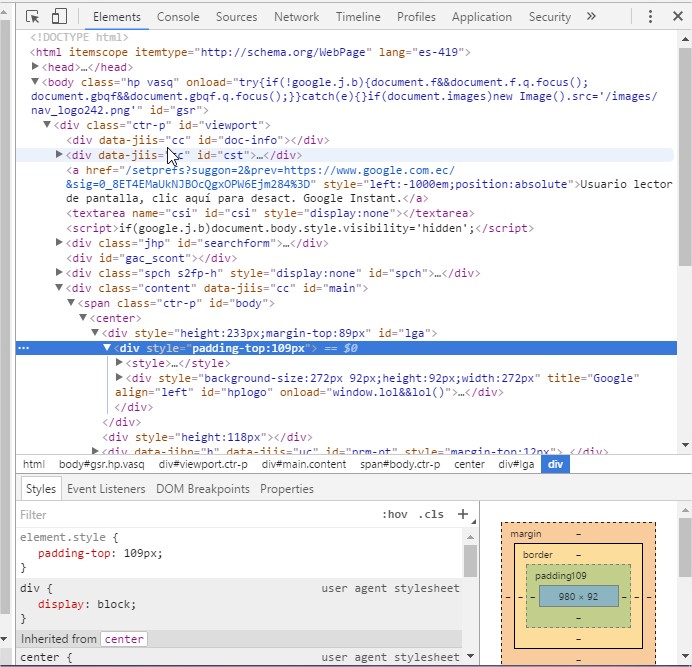 Elements Console Sources Network Timeline Profiles Application Security »
<!DOCTYPE html>
<html itemscope itemtype="http://schema.org/WebPage" lang="es-419">
<head>…</head>
<body class="hp vasq" onload="try{if(!google.j.b){document.f&&document.f.q.focus();
document.gbqf&&document.gbqf.q.focus();}}catch(e){}if(document.images)new Image().src='/images/
nav_logo242.png'" id="gsr">
<div class="ctr-p" id="viewport">
<div data-jiis="cc" id="doc-info"></div>
<div data-jiis="cc" id="cst">…</div>
<a href="/setprefs?suggon=2&prev=https://www.google.com.ec/
&sig=0_8ET4EMaUkNJBOcQgxOPW6Ejm284%3D" style="left:-1000em;position:absolute">Usuario lector
de pantalla, clic aquí para desact. Google Instant.</a>
<textarea name="csi" id="csi" style="display:none"></textarea>
<script>if(google.j.b)document.body.style.visibility='hidden';</script>
<div class="jhp" id="searchform">…</div>
<div id="gac_scont"></div>
<div class="spch s2fp-h" style="display:none" id="spch">…</div>
<div class="content" data-jiis="cc" id="main">
<span class="ctr-p" id="body">
<center>
<div style="height:233px;margin-top:89px" id="lga">
… <div style="padding-top:109px"> == $0
<style>…</style>
<div style="background-size:272px 92px;height:92px;width:272px" title="Google"
align="left" id="hplogo" onload="window.lol&&lol()">…</div>
</div>
</div>
<div style="height:118px"></div>
<div data-jibp="h" data-jiis="uc" id="prm-pt" style="margin-top:12px">…</div>
html body#gsr.hp.vasq div#viewport.ctr-p div#main.content span#body.ctr-p center div#lga div
Styles Event Listeners DOM Breakpoints Properties
Filter :hov .cls +
element.style {
padding-top: 109px;
}
div { user agent stylesheet
display: block;
}
Inherited from center
center { user agent stylesheet
margin –
border –
padding109
– – – 980 × 92 – – –
–
–
–